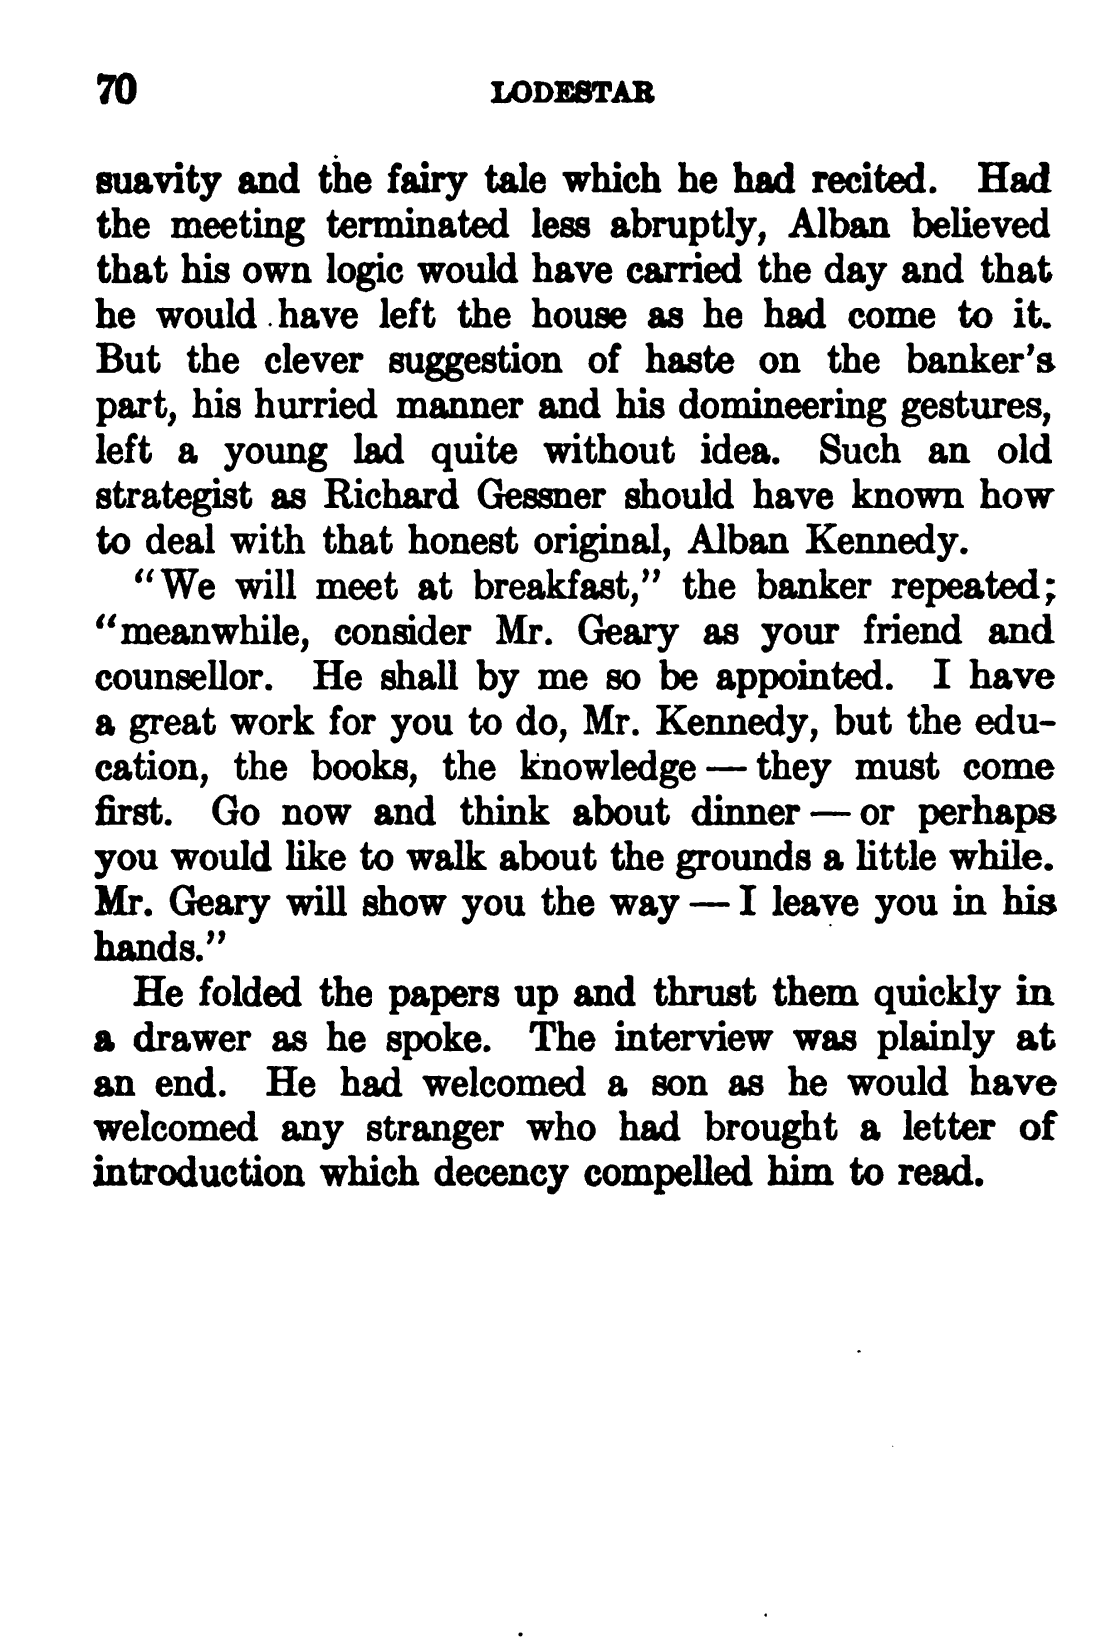 70 LODESTAR
suavity and the fairy tale which he had recited. Had
the meeting terminated less abruptly, Alban believed
that his own logic would have carried the day and that
he would have left the house as he had come to it.
But the clever suggestion of haste on the banker's
part, his hurried manner and his domineering gestures,
left a young lad quite without idea. Such an old
strategist as Richard Gessner should have known how
to deal with that honest original, Alban Kennedy.
"We will meet at breakfast," the banker repeated;
"meanwhile, consider Mr. Geary as your friend and
counsellor. He shall by me so be appointed. I have
a great work for you to do, Mr. Kennedy, but the edu-
cation, the books, the knowledge — they must come
first. Go now and think about dinner — or perhaps
you would like to walk about the grounds a little while.
Mr. Geary will show you the way — I leave you in his
hands."
He folded the papers up and thrust them quickly in
a drawer as he spoke. The interview was plainly at
an end. He had welcomed a son as he would have
welcomed any stranger who had brought a letter of
introduction which decency compelled him to read.